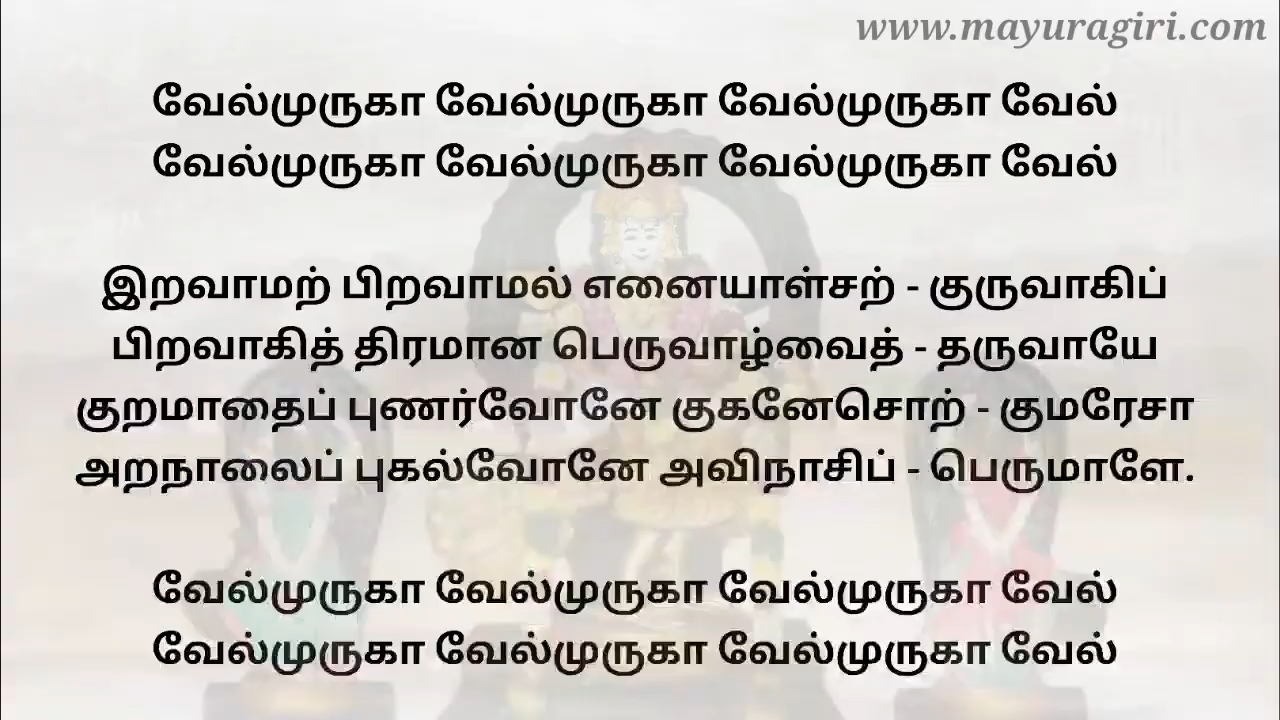 www.mayuragiri.com
வேல்முருகா வேல்முருகா வேல்முருகா வேல்
வேல்முருகா வேல்முருகா வேல்முருகா வேல்
இறவாமற் பிறவாமல் எனையாள்சற் - குருவாகிப்
பிறவாகித் திரமான பெருவாழ்வைத் - தருவாயே
குறமாதைப் புணர்வோனே குகனேசொற் - குமரேசா
அறநாலைப் புகல்வோனே அவிநாசிப் - பெருமாளே.
வேல்முருகா வேல்முருகா வேல்முருகா வேல்
வேல்முருகா வேல்முருகா வேல்முருகா வேல்